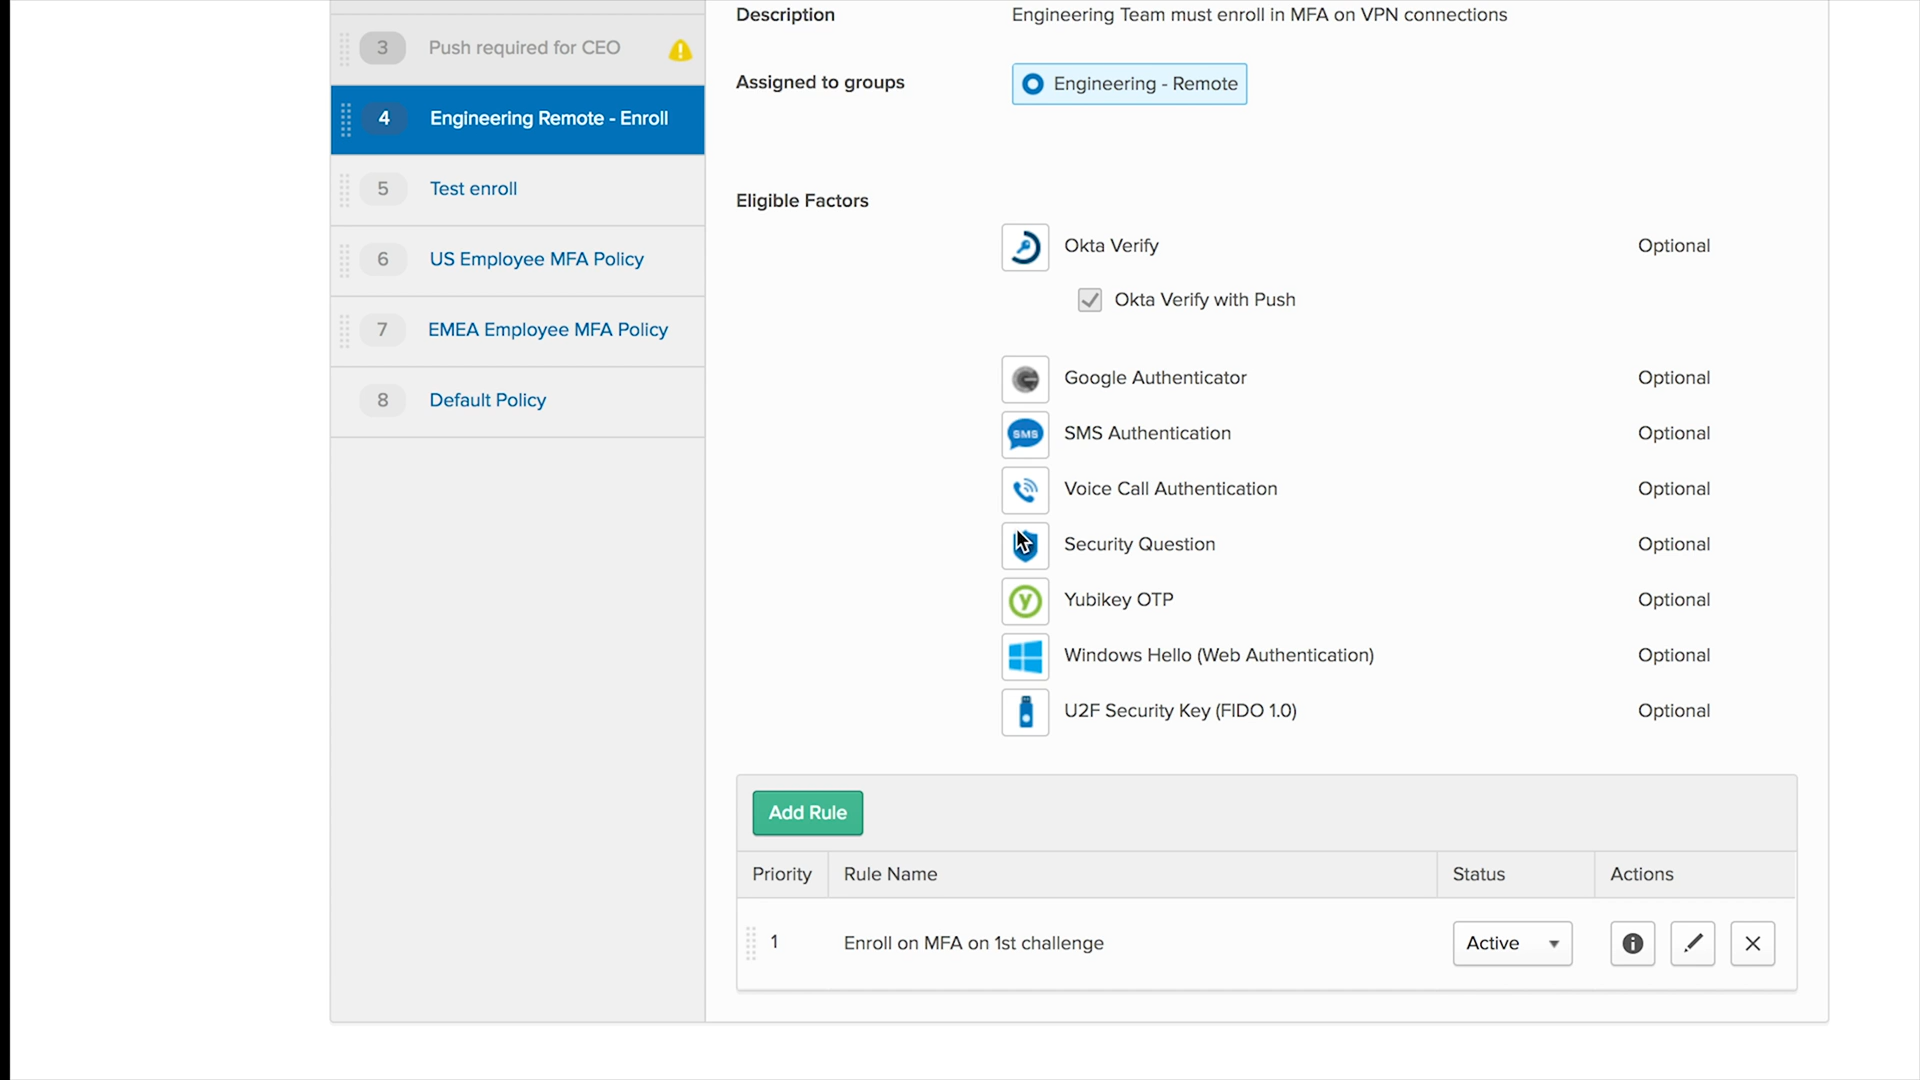 3 Push required for CEO
4 Engineering Remote - Enroll
5 Test enroll
6 US Employee MFA Policy
7 EMEA Employee MFA Policy
8 Default Policy
Description Engineering Team must enroll in MFA on VPN connections
Assigned to groups Engineering - Remote
Eligible Factors
Okta Verify Optional
Okta Verify with Push
Google Authenticator Optional
SMS SMS Authentication Optional
Voice Call Authentication Optional
Security Question Optional
y Yubikey OTP Optional
Windows Hello (Web Authentication) Optional
U2F Security Key (FIDO 1.0) Optional
Add Rule
Priority Rule Name Status Actions
1 Enroll on MFA on 1st challenge Active